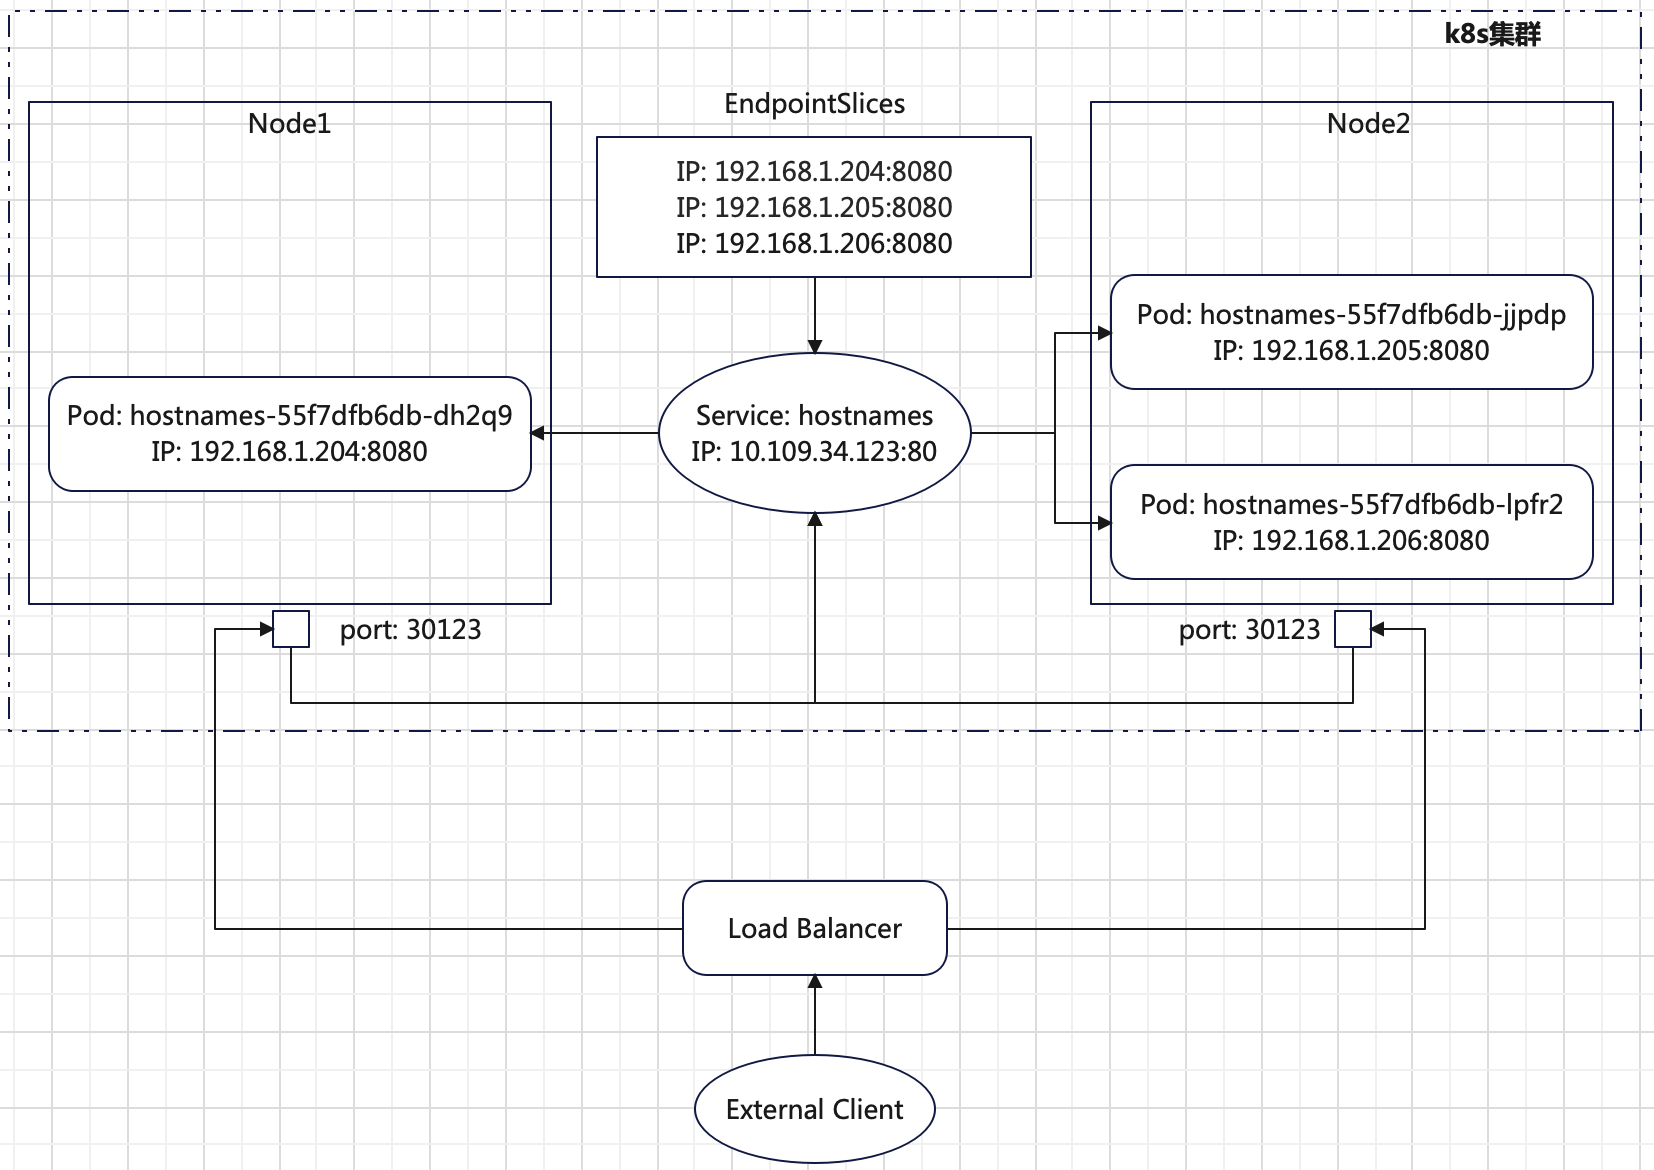 k8s集群
EndpointSlices
Node1
Node2
IP: 192.168.1.204:8080
IP: 192.168.1.205:8080
IP: 192.168.1.206:8080
Pod: hostnames-55f7dfb6db-jjpdp
IP: 192.168.1.205:8080
Pod: hostnames-55f7dfb6db-dh2q9
IP: 192.168.1.204:8080
Service: hostnames
IP: 10.109.34.123:80
Pod: hostnames-55f7dfb6db-lpfr2
IP: 192.168.1.206:8080
port: 30123
port: 30123
Load Balancer
External Client